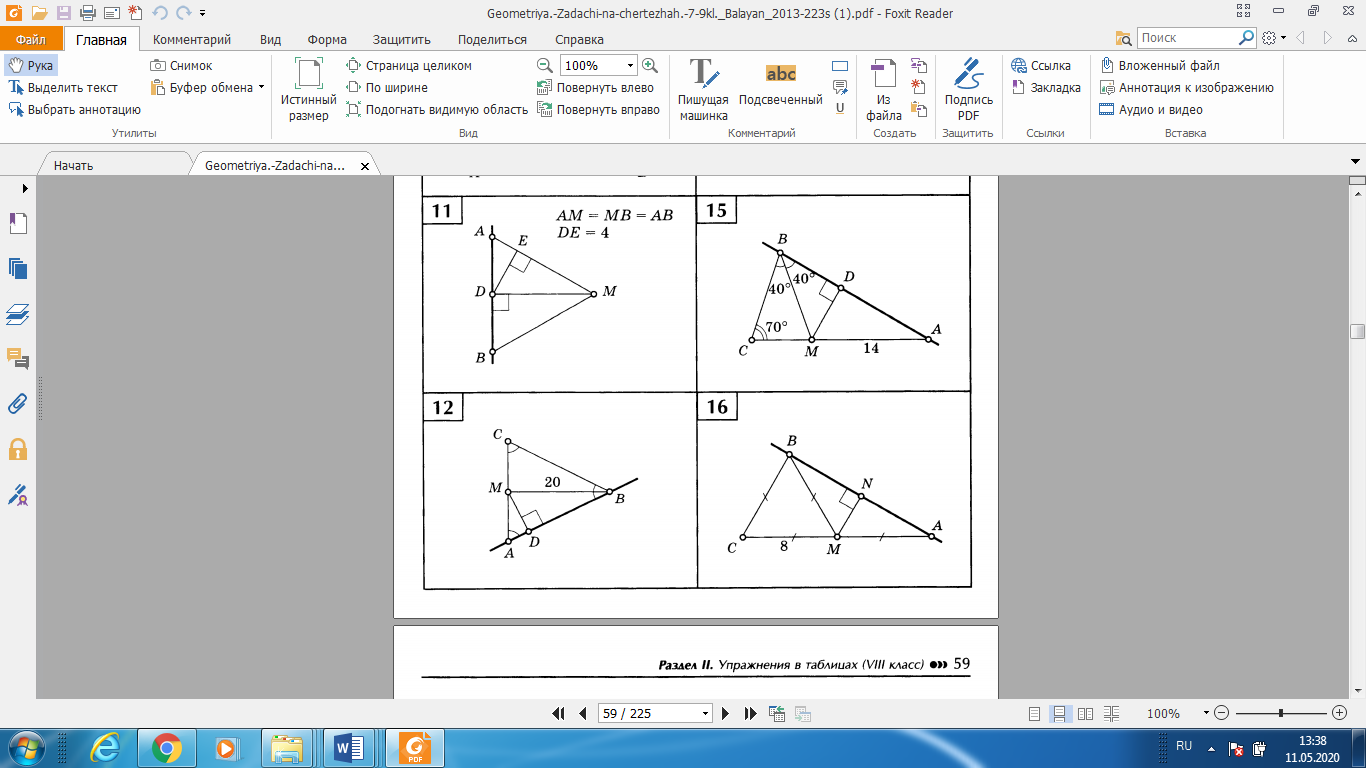 Geometriya.-Zadachi-na-chertezhah.-7-9kl._Balayan_2013-223s (1).pdf - Foxit Reader
Файл
Главная
Комментарий
Вид
Форма
Защитить
Поделиться
Справка
Поиск
Рука
Выделить текст
Выбрать аннотацию
Снимок
Буфер обмена
Утилиты
Истинный размер
Страница целиком
По ширине
Подогнать видимую область
100%
Повернуть влево
Повернуть вправо
Вид
Пишущая машинка
abc
Подсвеченный
U
Комментарий
Из файла
Создать
Подпись PDF
Защитить
Ссылка
Закладка
Ссылки
Вложенный файл
Аннотация к изображению
Аудио и видео
Вставка
Начать
Geometriya.-Zadachi-na...
11
AM = MB = AB
DE = 4
A
E
D
M
B
15
B
D
40°
40°
70°
C
M
14
A
12
C
M
20
B
A
D
16
B
N
A
C
8
M
Раздел II. Упражнения в таблицах (VIII класс) 59
59 / 225
100%
PDF
RU
13:38
11.05.2020